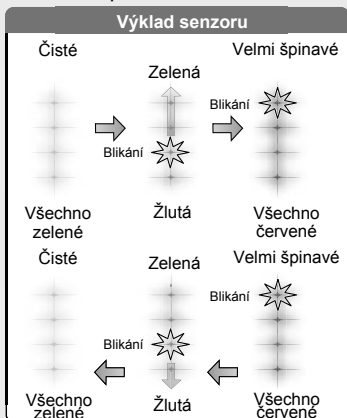 Výklad senzoru
Čisté
Velmi špinavé
Zelená
Blikání
Blikání
Všechno
zelené
Žlutá
Všechno
červené
Čisté
Zelená
Velmi špinavé
Blikání
Blikání
Všechno
zelené
Žlutá
Všechno
červené